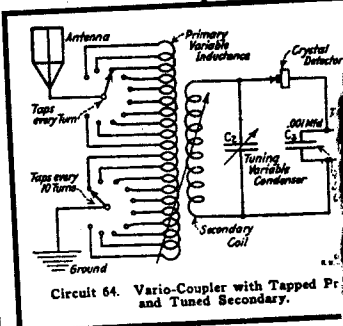 Antenna
Primary
Variable
Inductance
Crystal
Detector
Taps
every Turn
.001 Mfd
C2
C3
Tuning
Variable
Condenser
Taps every
10 Turns
Secondary
Coil
Ground
Circuit 64. Vario-Coupler with Tapped Pr
and Tuned Secondary.